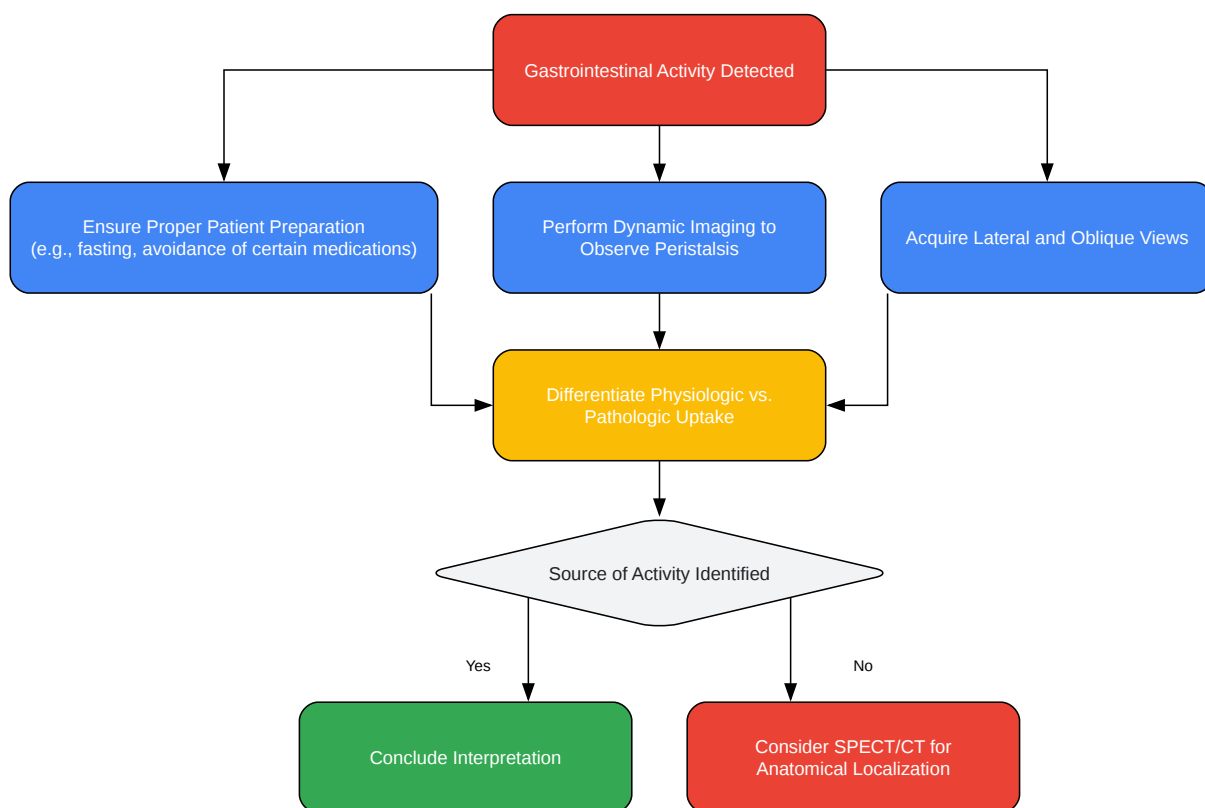 Gastrointestinal Activity Detected
Ensure Proper Patient Preparation
(e.g., fasting, avoidance of certain medications)
Perform Dynamic Imaging to
Observe Peristalsis
Acquire Lateral and Oblique Views
Differentiate Physiologic vs.
Pathologic Uptake
Source of Activity Identified
Yes
No
Conclude Interpretation
Consider SPECT/CT for
Anatomical Localization